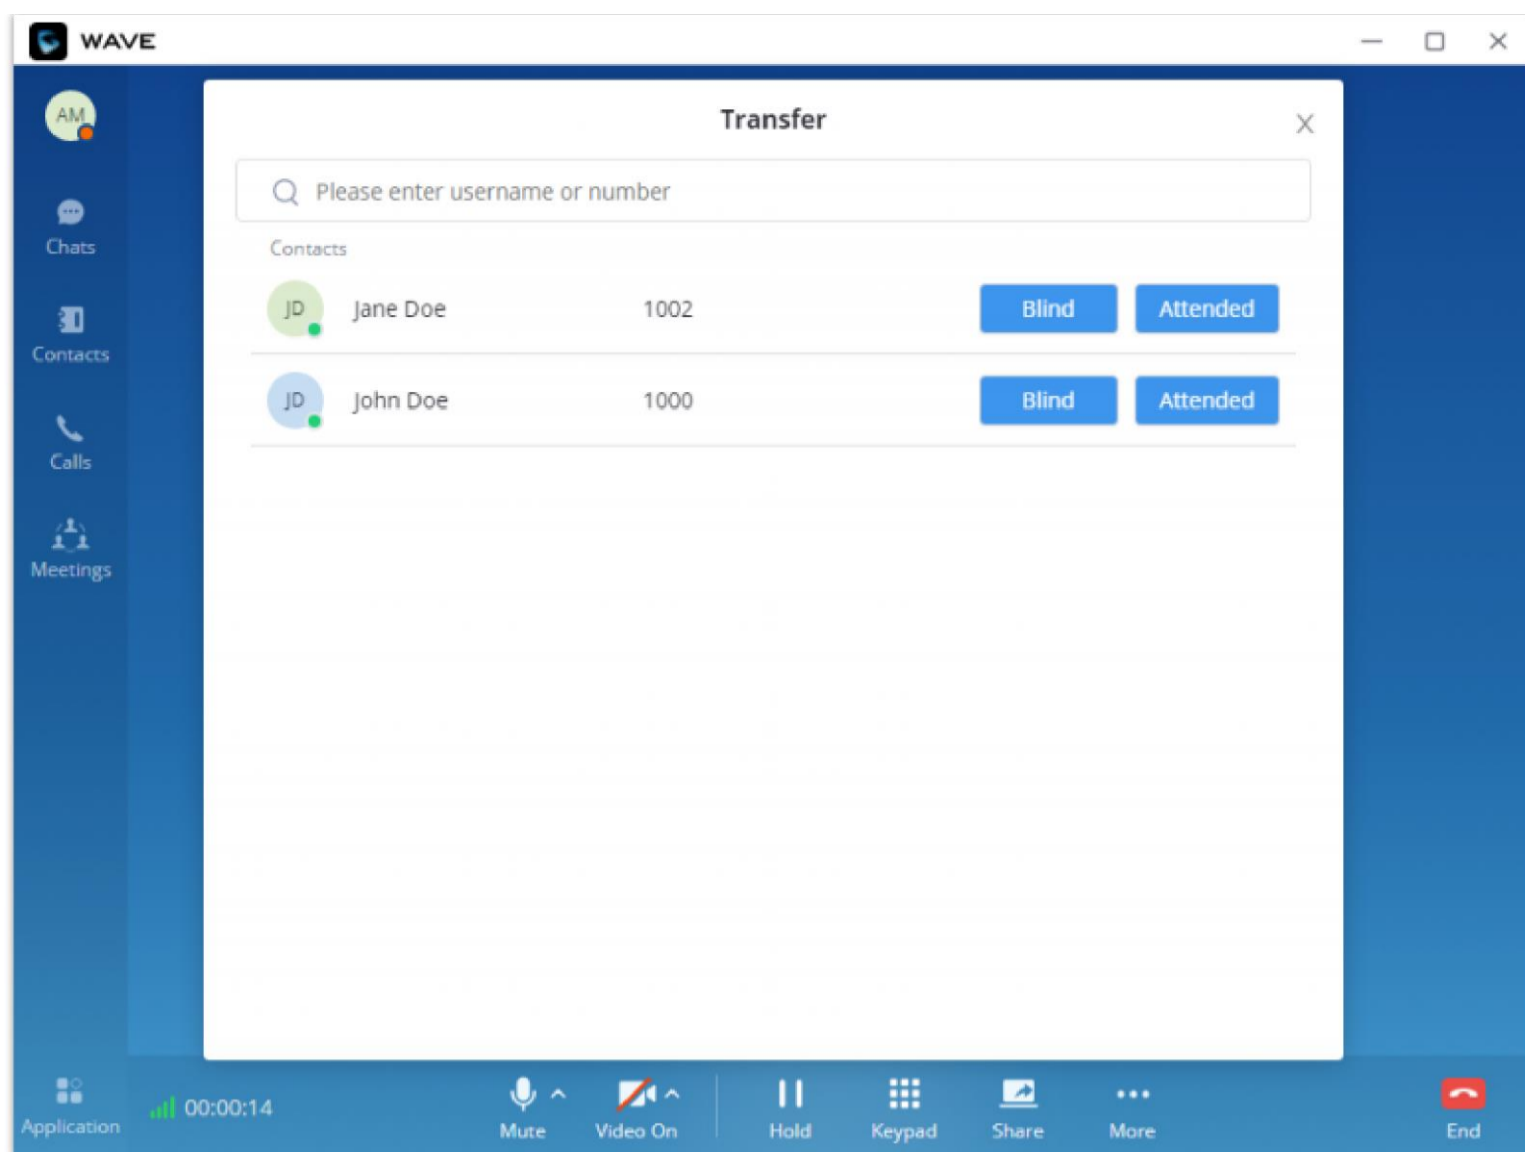 WAVE
AM
Chats
Contacts
Calls
Meetings
Application
Transfer
X
Please enter username or number
Contacts
JD Jane Doe 1002 Blind Attended
JD John Doe 1000 Blind Attended
00:00:14
Mute Video On Hold Keypad Share More End